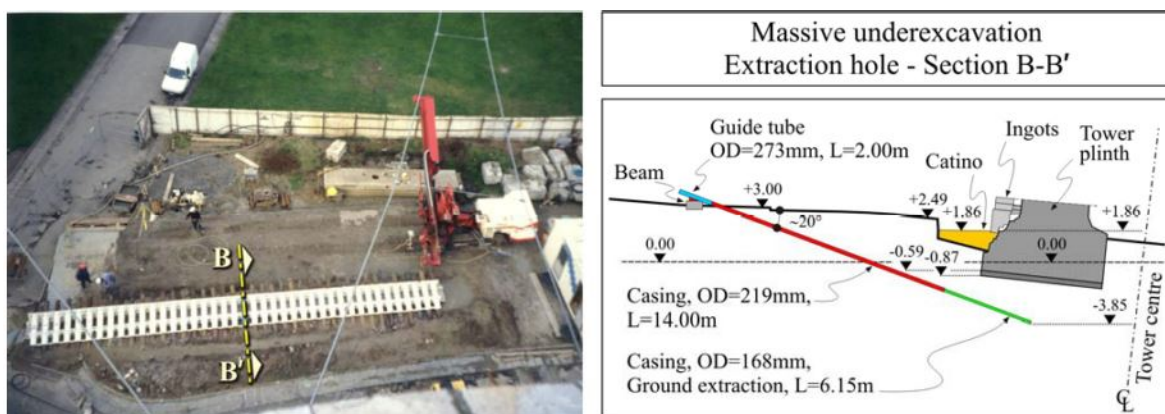 B
B'
Massive underexcavation
Extraction hole - Section B-B'
Guide tube
OD=273mm, L=2.00m
Ingots
Tower
plinth
Catino
Beam
+3.00
+2.49
+1.86
+1.86
~20°
0.00
-0.59
-0.87
0.00
Casing, OD=219mm,
L=14.00m
-3.85
Casing, OD=168mm,
Ground extraction, L=6.15m
Tower centre
℄